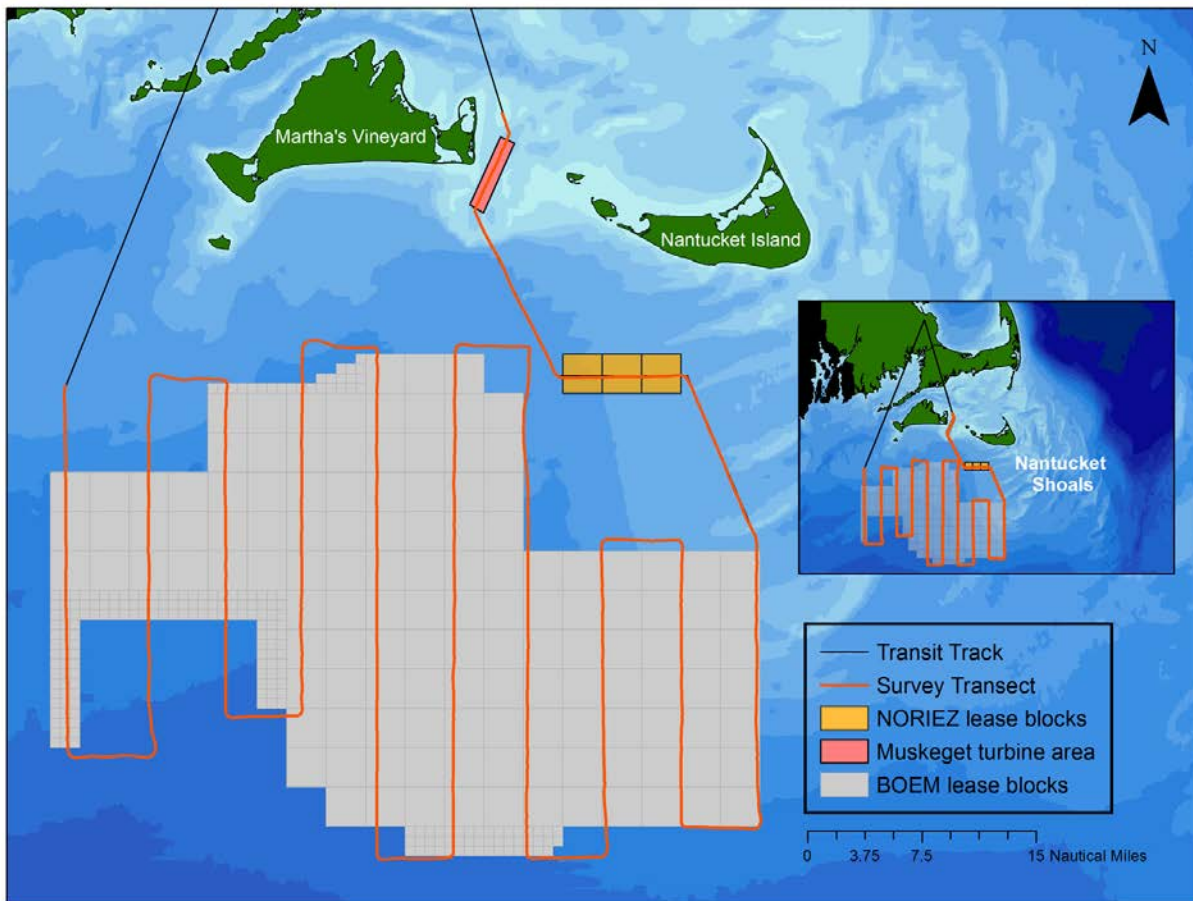 N
Martha's Vineyard
Nantucket Island
Nantucket
Shoals
Transit Track
Survey Transect
NORIEZ lease blocks
Muskeget turbine area
BOEM lease blocks
0 3.75 7.5 15 Nautical Miles